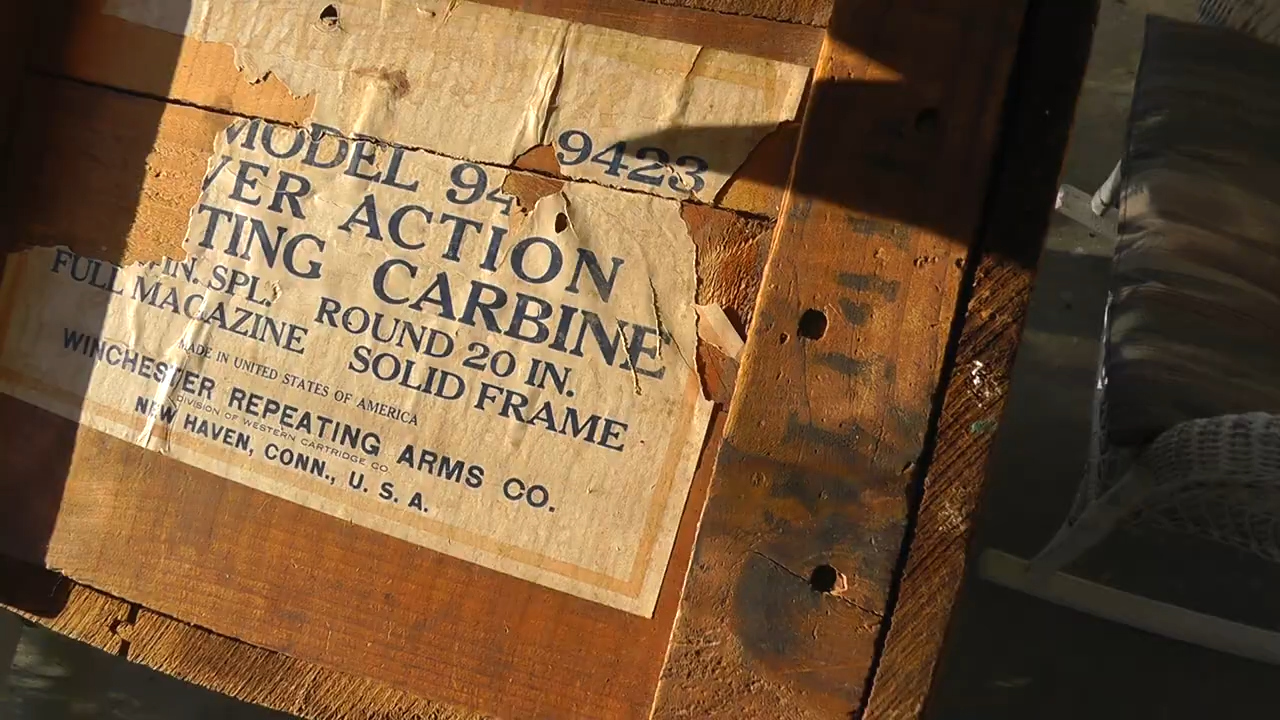 9423
MODEL 94
VER ACTION
TING CARBINE
IN. SPL. ROUND 20 IN.
FULL MAGAZINE SOLID FRAME
MADE IN UNITED STATES OF AMERICA
WINCHESTER REPEATING ARMS CO.
DIVISION OF WESTERN CARTRIDGE CO.
NEW HAVEN, CONN., U. S. A.